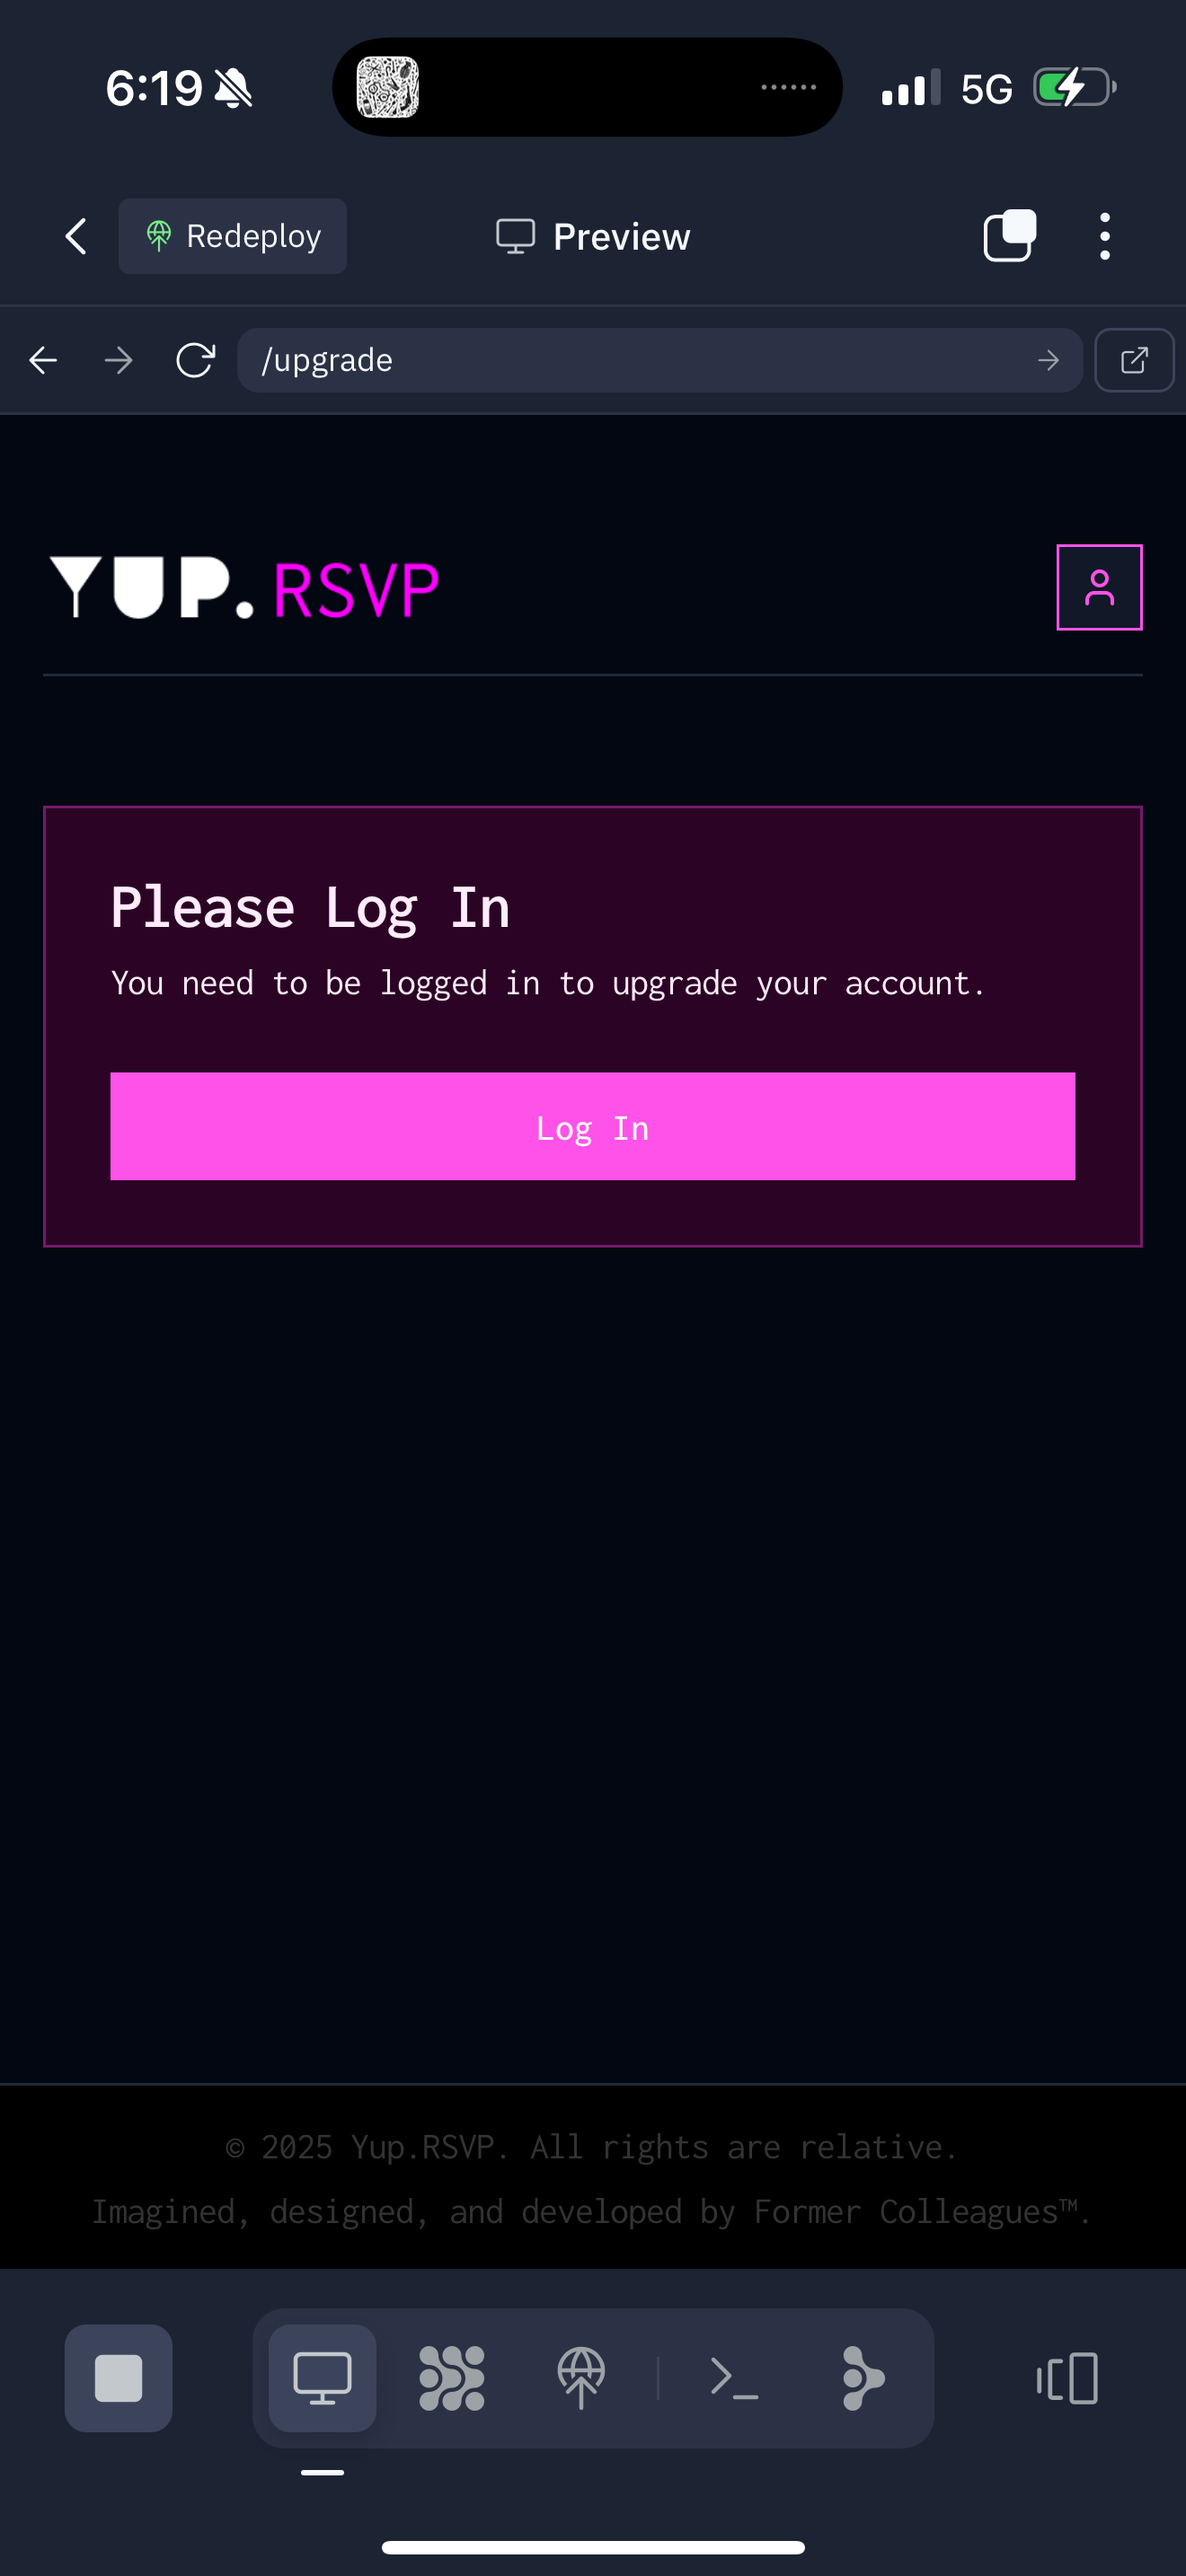 6:19
5G
Redeploy
Preview
/upgrade
YUP.RSVP
Please Log In
You need to be logged in to upgrade your account.
Log In
© 2025 Yup.RSVP. All rights are relative.
Imagined, designed, and developed by Former Colleagues™.